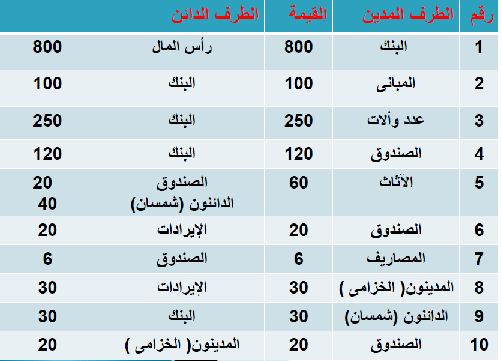 رقم الطرف المدين القيمة الطرف الدائن
1 البنك 800 رأس المال 800
2 المبانى 100 البنك 100
3 عدد وألات 250 البنك 250
4 الصندوق 120 البنك 120
5 الآثاث 60 الصندوق 20
الدائنون (شمسان) 40
6 الصندوق 20 الإيرادات 20
7 المصاريف 6 الصندوق 6
8 المدينون( الخزامى ) 30 الإيرادات 30
9 الدائنون (شمسان) 30 البنك 30
10 الصندوق 20 المدينون( الخزامى ) 20